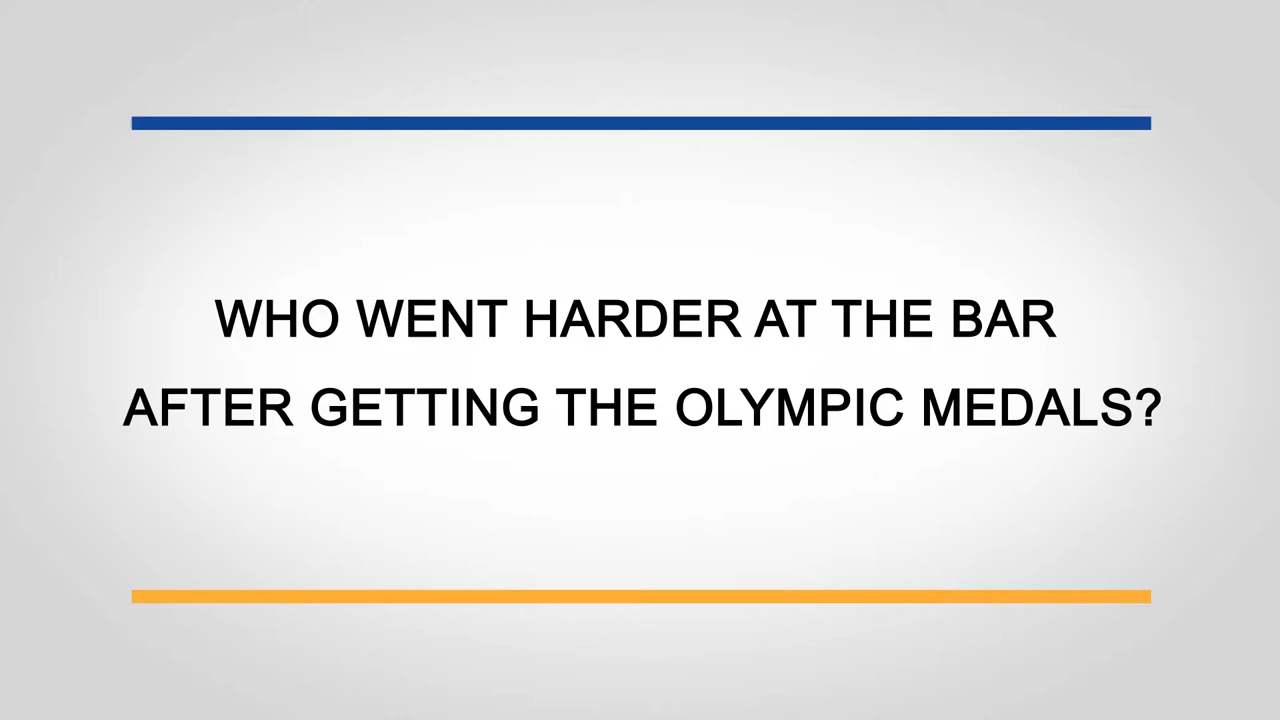 WHO WENT HARDER AT THE BAR
AFTER GETTING THE OLYMPIC MEDALS?